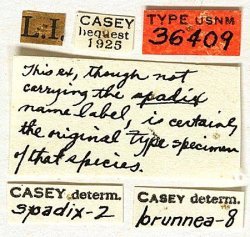 L.I.
CASEY
bequest
1925
TYPE USNM
36409
This ex, though not
carrying the spadix
name label, is certainly
the original type specimen
of that species.
CASEY determ.
spadix-2
CASEY determ.
brunnea-8